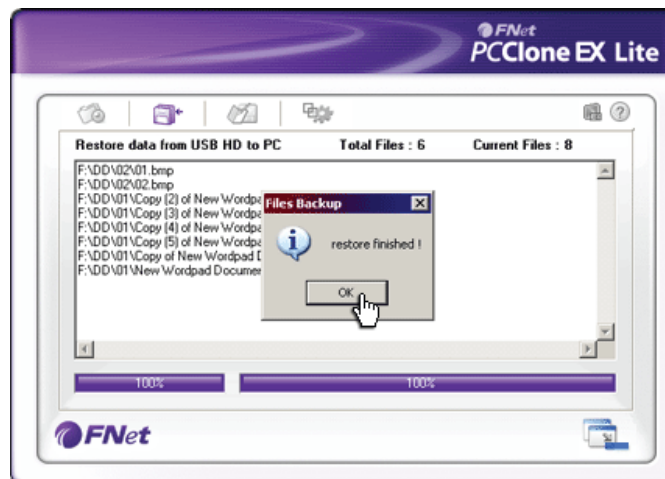 FNet
PCClone EX Lite
Restore data from USB HD to PC Total Files : 6 Current Files : 8
F:\DD\02\01.bmp
F:\DD\02\02.bmp
F:\DD\01\Copy (2) of New Wordpa
F:\DD\01\Copy (3) of New Wordpa
F:\DD\01\Copy (4) of New Wordpa
F:\DD\01\Copy (5) of New Wordpa
F:\DD\01\Copy of New Wordpad D
F:\DD\01\New Wordpad Documen
Files Backup
restore finished !
OK
100% 100%
FNet